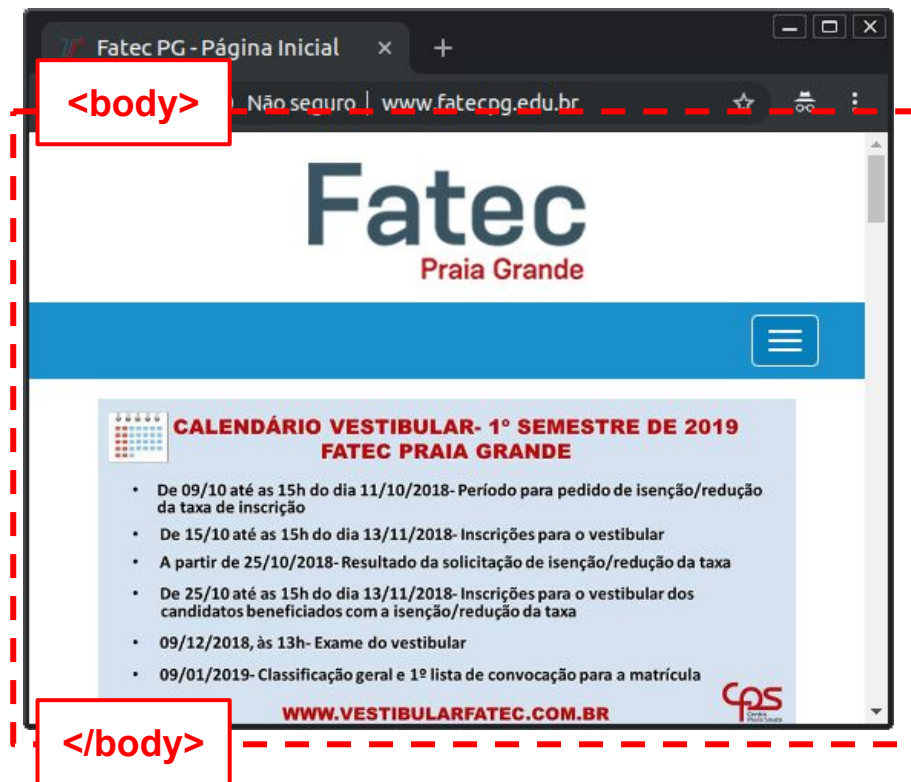 Fatec PG - Página Inicial
<body>
Não seguro | www.fatecpg.edu.br
Fatec
Praia Grande
CALENDÁRIO VESTIBULAR- 1° SEMESTRE DE 2019
FATEC PRAIA GRANDE
• De 09/10 até as 15h do dia 11/10/2018- Período para pedido de isenção/redução
da taxa de inscrição
• De 15/10 até as 15h do dia 13/11/2018- Inscrições para o vestibular
• A partir de 25/10/2018- Resultado da solicitação de isenção/redução da taxa
• De 25/10 até as 15h do dia 13/11/2018- Inscrições para o vestibular dos
candidatos beneficiados com a isenção/redução da taxa
• 09/12/2018, às 13h- Exame do vestibular
• 09/01/2019- Classificação geral e 1º lista de convocação para a matrícula
WWW.VESTIBULARFATEC.COM.BR
cps
Centro
Paula Souza
</body>